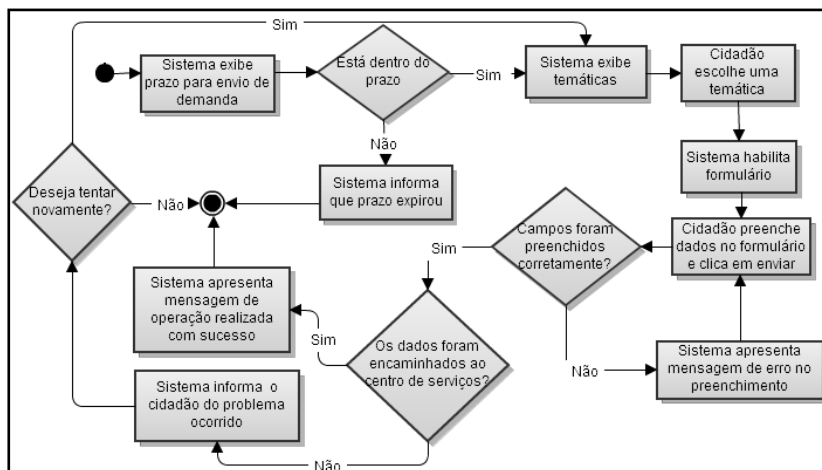 Sim
Sistema exibe
prazo para envio de
demanda
Está dentro do
prazo
Sim
Sistema exibe
temáticas
Cidadão
escolhe uma
temática
Não
Sistema informa
que prazo expirou
Sistema habilita
formulário
Cidadão preenche
dados no formulário
e clica em enviar
Campos foram
preenchidos
corretamente?
Não
Sistema apresenta
mensagem de erro no
preenchimento
Sim
Os dados foram
encaminhados ao
centro de serviços?
Sim
Sistema apresenta
mensagem de
operação realizada
com sucesso
Não
Sistema informa o
cidadão do problema
ocorrido
Deseja tentar
novamente?
Não